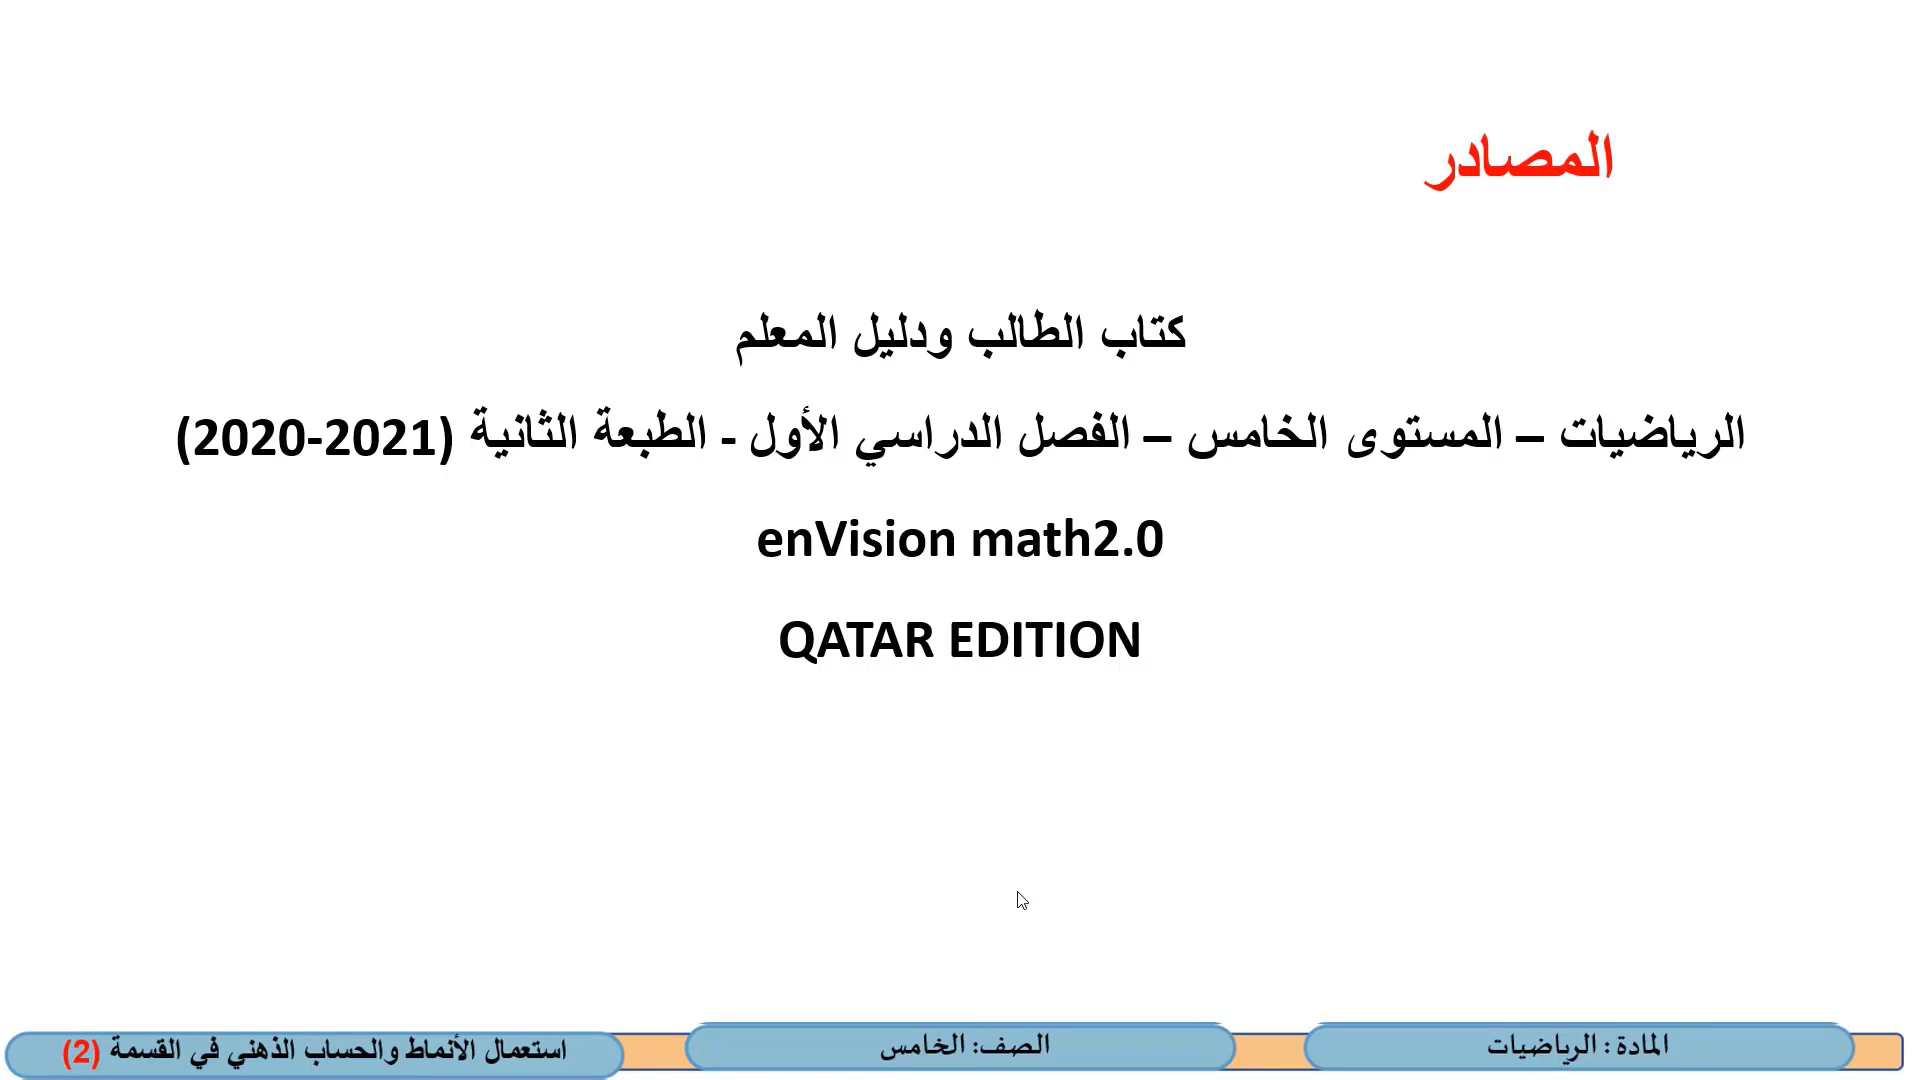 المصادر
كتاب الطالب ودليل المعلم
الرياضيات – المستوى الخامس – الفصل الدراسي الأول - الطبعة الثانية (2021-2020)
enVision math2.0
QATAR EDITION
المادة : الرياضيات
الصف: الخامس
استعمال الأنماط والحساب الذهني في القسمة (2)